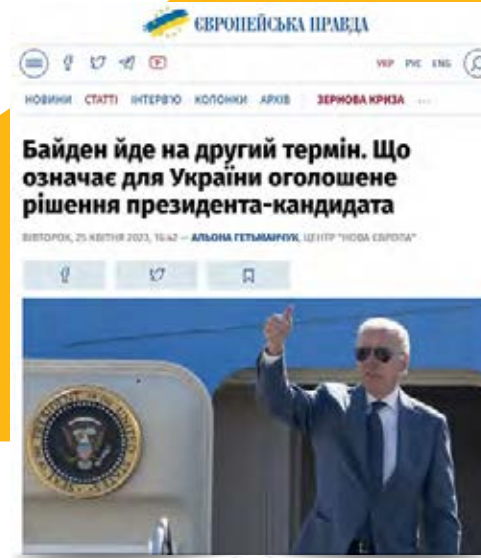 ЄВРОПЕЙСЬКА ПРАВДА
УКР РУС ENG
НОВИНИ СТАТТІ ІНТЕРВ'Ю КОЛОНКИ АРХІВ ЗЕРНОВА КРИЗА ...
Байден йде на другий термін. Що
означає для України оголошене
рішення президента-кандидата
ВІВТОРОК, 25 КВІТНЯ 2023, 16:42 — АЛЬОНА ГЕТЬМАНЧУК, ЦЕНТР "НОВА ЄВРОПА"